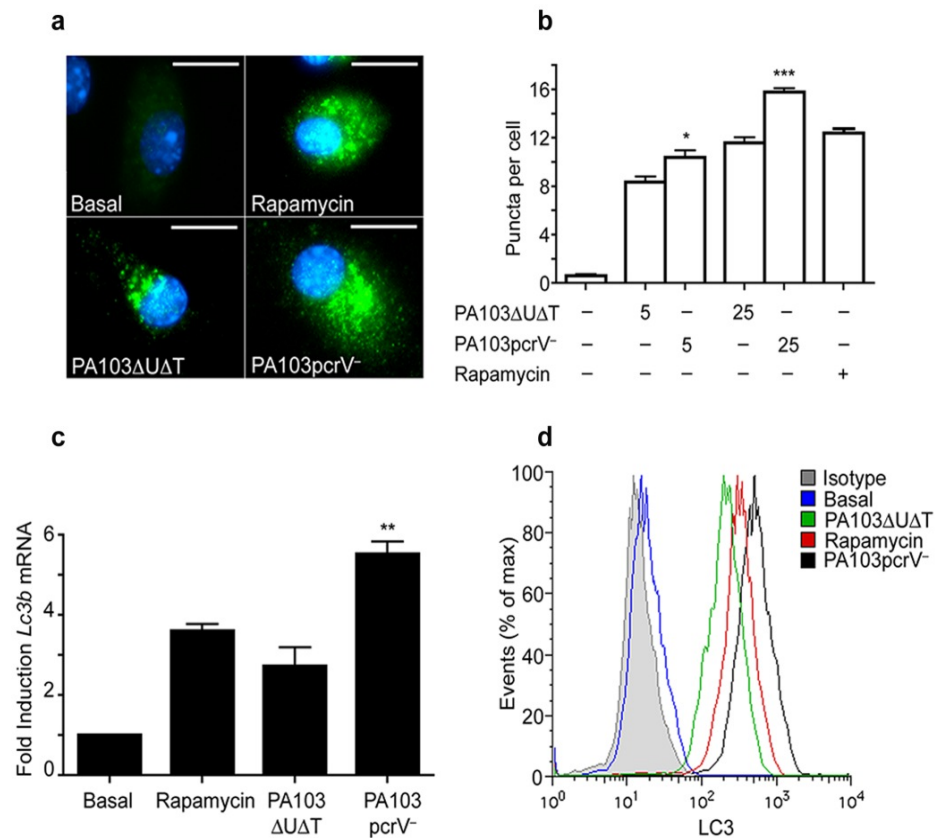 a
Basal
Rapamycin
PA103ΔUΔT
PA103pcrV⁻
b
***
*
16
12
8
4
0
Puncta per cell
PA103ΔUΔT – 5 – 25 – –
PA103pcrV⁻ – – 5 – 25 –
Rapamycin – – – – – +
c
**
6
4
2
0
Fold Induction Lc3b mRNA
Basal Rapamycin PA103 PA103
ΔUΔT pcrV⁻
d
100
80
60
40
20
0
Events (% of max)
Isotype
Basal
PA103ΔUΔT
Rapamycin
PA103pcrV⁻
10⁰ 10¹ 10² 10³ 10⁴
LC3